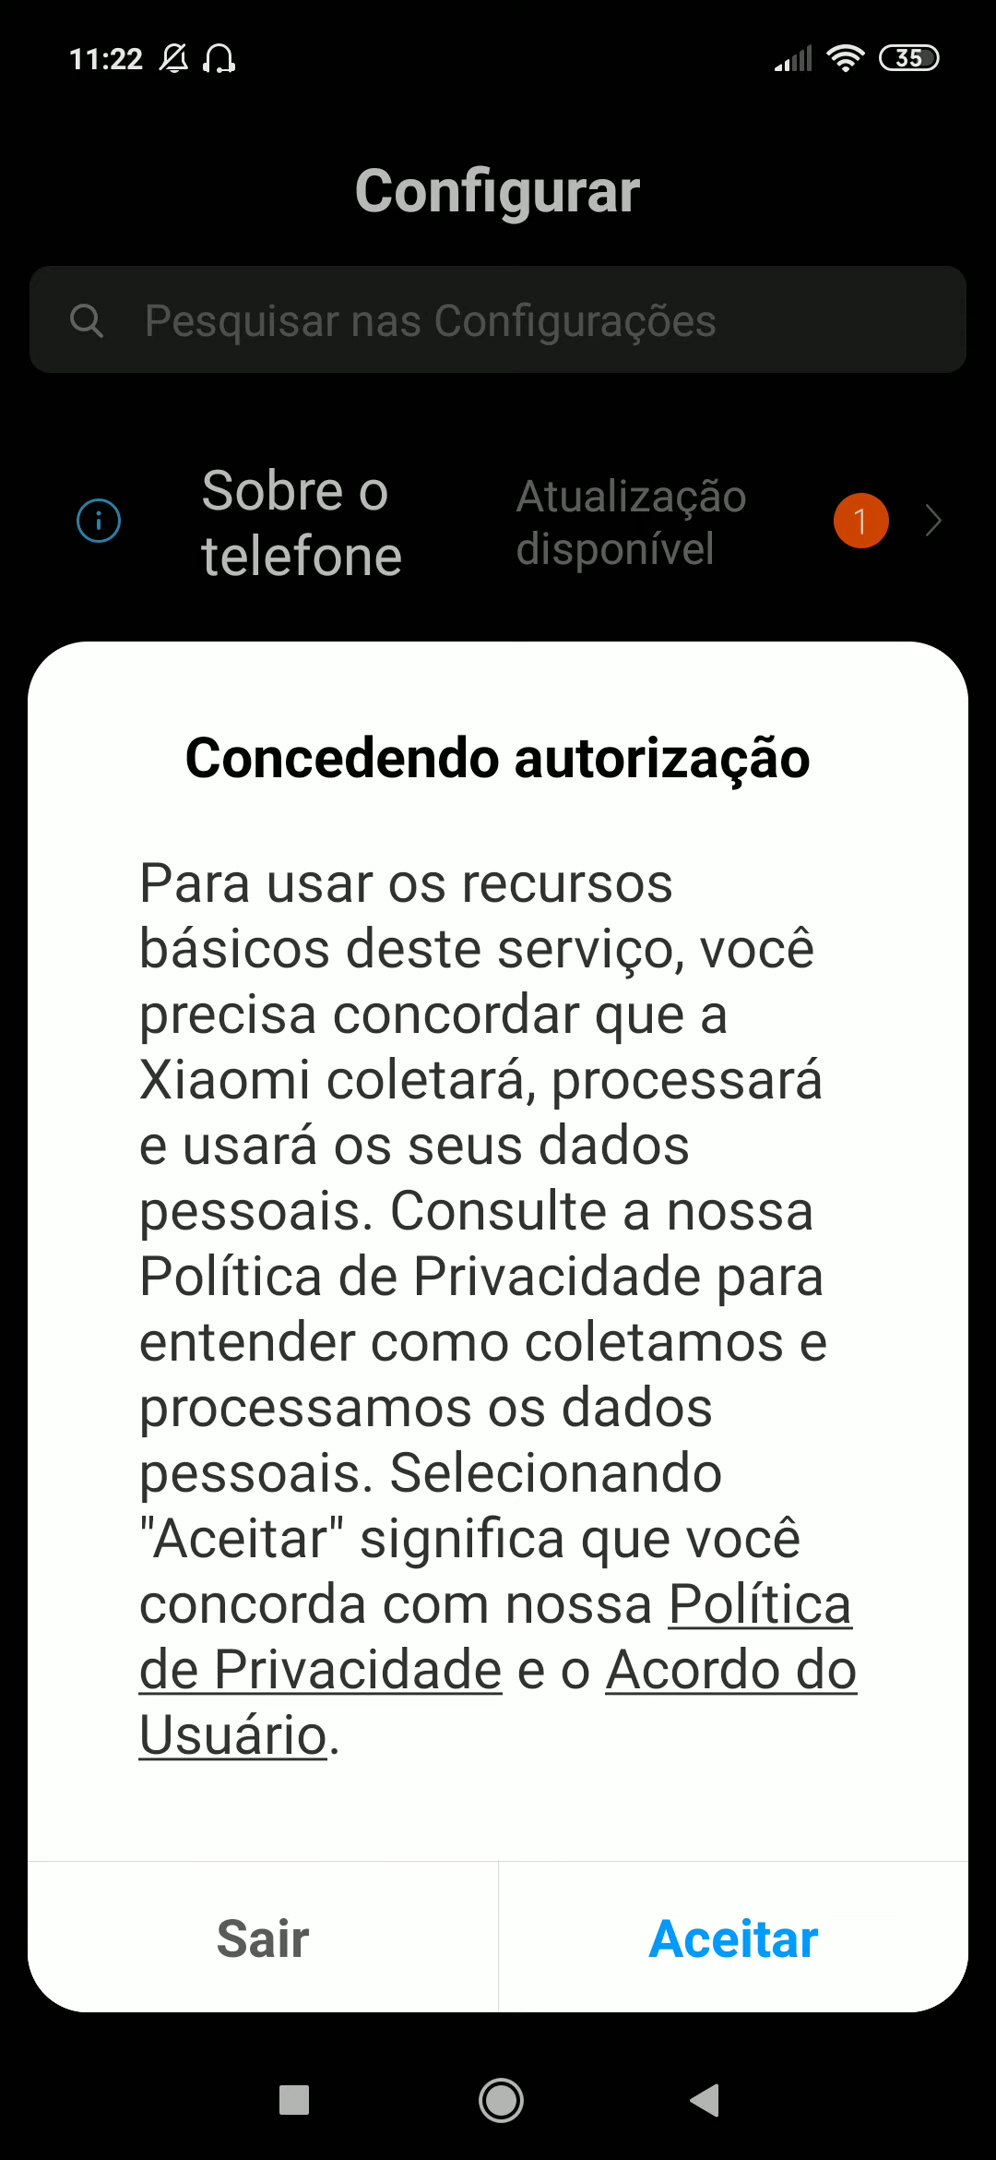 11:22
35
Configurar
Pesquisar nas Configurações
Sobre o
telefone
Atualização
disponível
1
Concedendo autorização
Para usar os recursos
básicos deste serviço, você
precisa concordar que a
Xiaomi coletará, processará
e usará os seus dados
pessoais. Consulte a nossa
Política de Privacidade para
entender como coletamos e
processamos os dados
pessoais. Selecionando
"Aceitar" significa que você
concorda com nossa Política
de Privacidade e o Acordo do
Usuário.
Sair
Aceitar